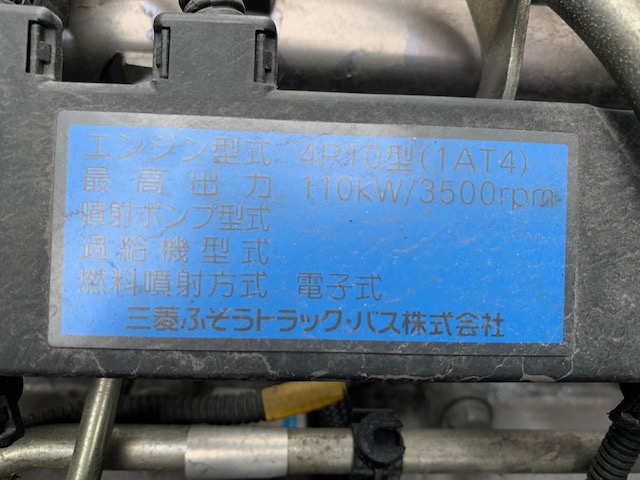 エンジン型式 4P10型(1AT4)
最高出力 110kW/3500rpm
噴射ポンプ型式
過給機型式
燃料噴射方式 電子式
三菱ふそうトラック・バス株式会社